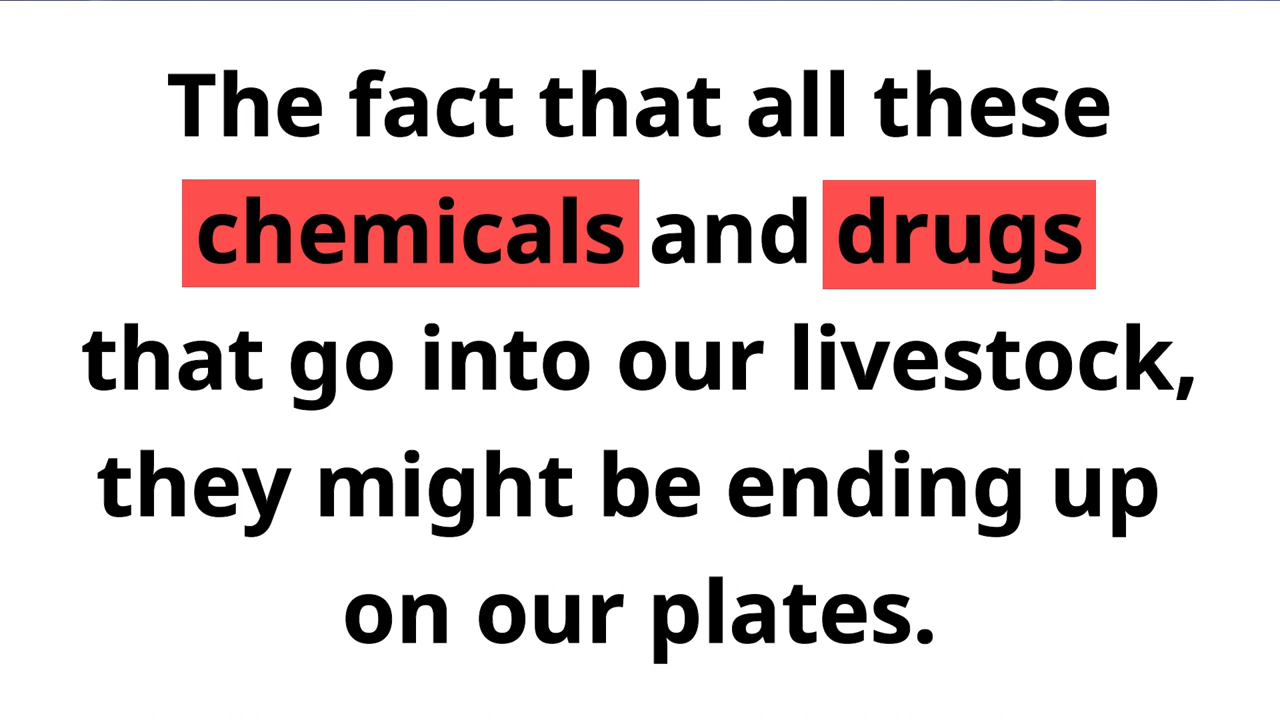 The fact that all these
chemicals and drugs
that go into our livestock,
they might be ending up
on our plates.